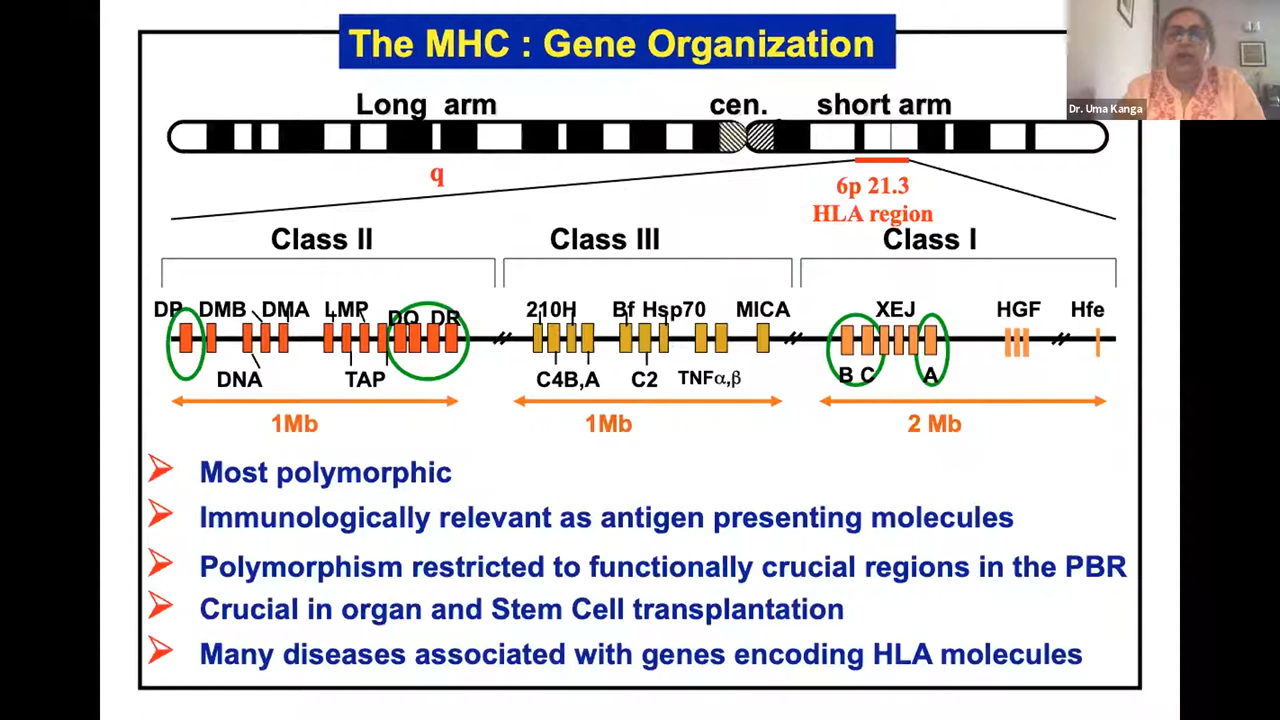 The MHC : Gene Organization
Dr. Uma Kanga
Long arm cen. short arm
q
6p 21.3
HLA region
Class II Class III Class I
DP DMB DMA LMP DQ DR 210H Bf Hsp70 MICA XEJ HGF Hfe
DNA TAP C4B,A C2 TNFα,β B C A
1Mb 1Mb 2 Mb
Most polymorphic
Immunologically relevant as antigen presenting molecules
Polymorphism restricted to functionally crucial regions in the PBR
Crucial in organ and Stem Cell transplantation
Many diseases associated with genes encoding HLA molecules